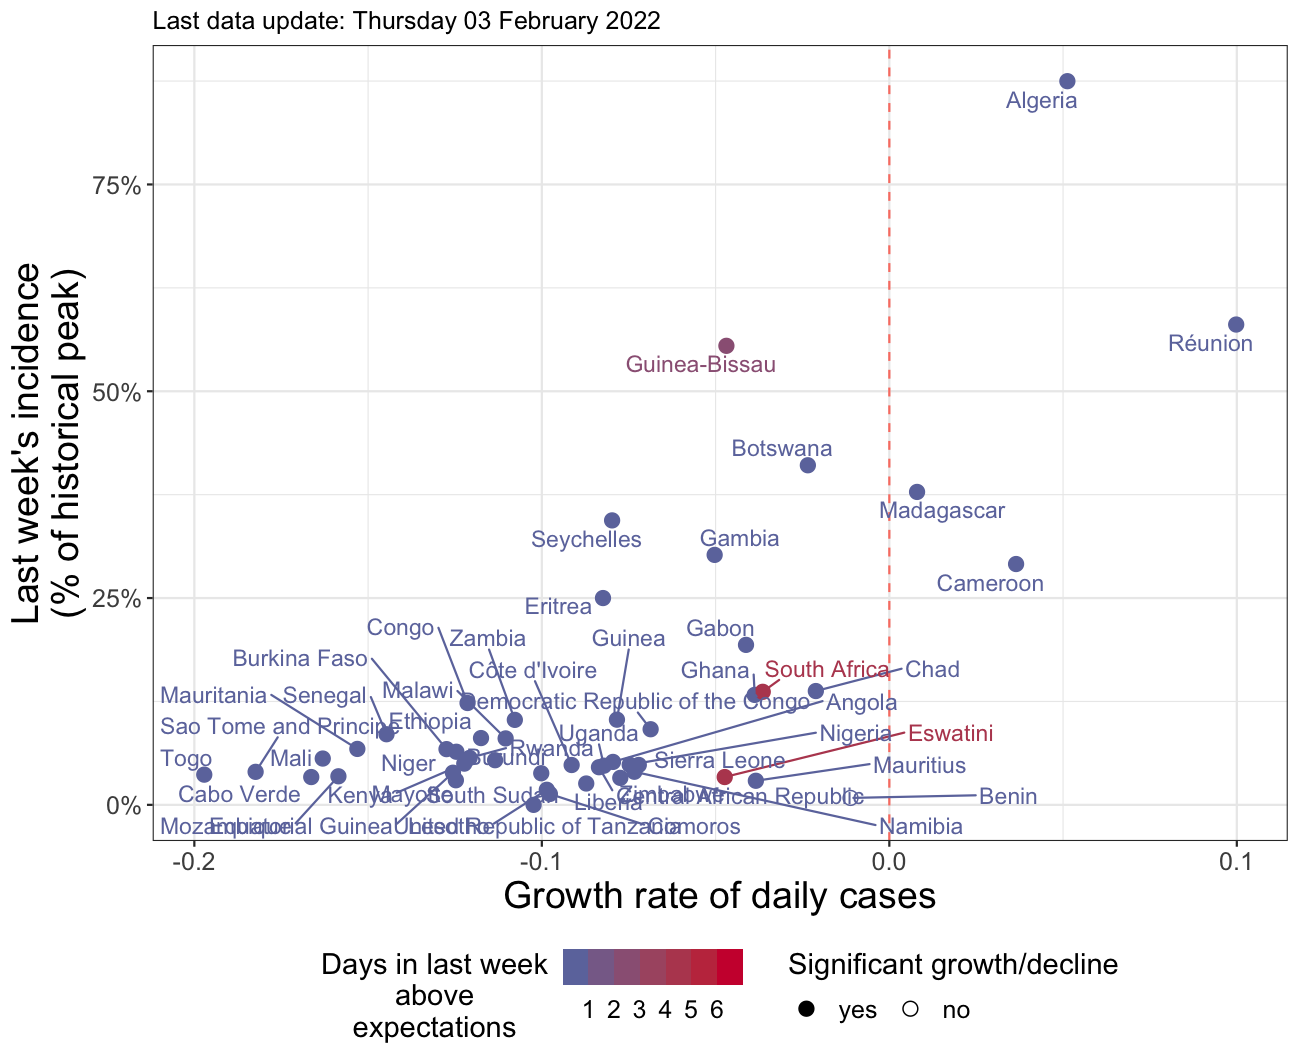 Last data update: Thursday 03 February 2022
Last week's incidence
(% of historical peak)
75%
50%
25%
0%
Algeria
Réunion
Guinea-Bissau
Botswana
Madagascar
Seychelles
Gambia
Cameroon
Eritrea
Congo
Zambia
Guinea
Gabon
Burkina Faso
Côte d'Ivoire
Ghana
South Africa
Chad
Mauritania
Senegal
Malawi
Democratic Republic of the Congo
Angola
Sao Tome and Principe
Ethiopia
Uganda
Nigeria
Eswatini
Togo
Mali
Niger
Burundi
Rwanda
Sierra Leone
Mauritius
Cabo Verde
Kenya
Mayotte
South Sudan
Liberia
Zimbabwe
Central African Republic
Benin
Mozambique
Equatorial Guinea
Lesotho
United Republic of Tanzania
Comoros
Namibia
-0.2
-0.1
0.0
0.1
Growth rate of daily cases
Days in last week
above
expectations
1 2 3 4 5 6
Significant growth/decline
yes
no